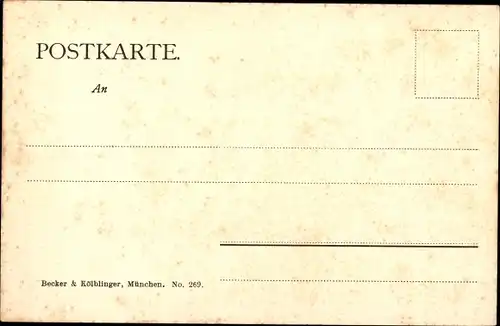 POSTKARTE.
An
Becker & Kölblinger, München. No. 269.